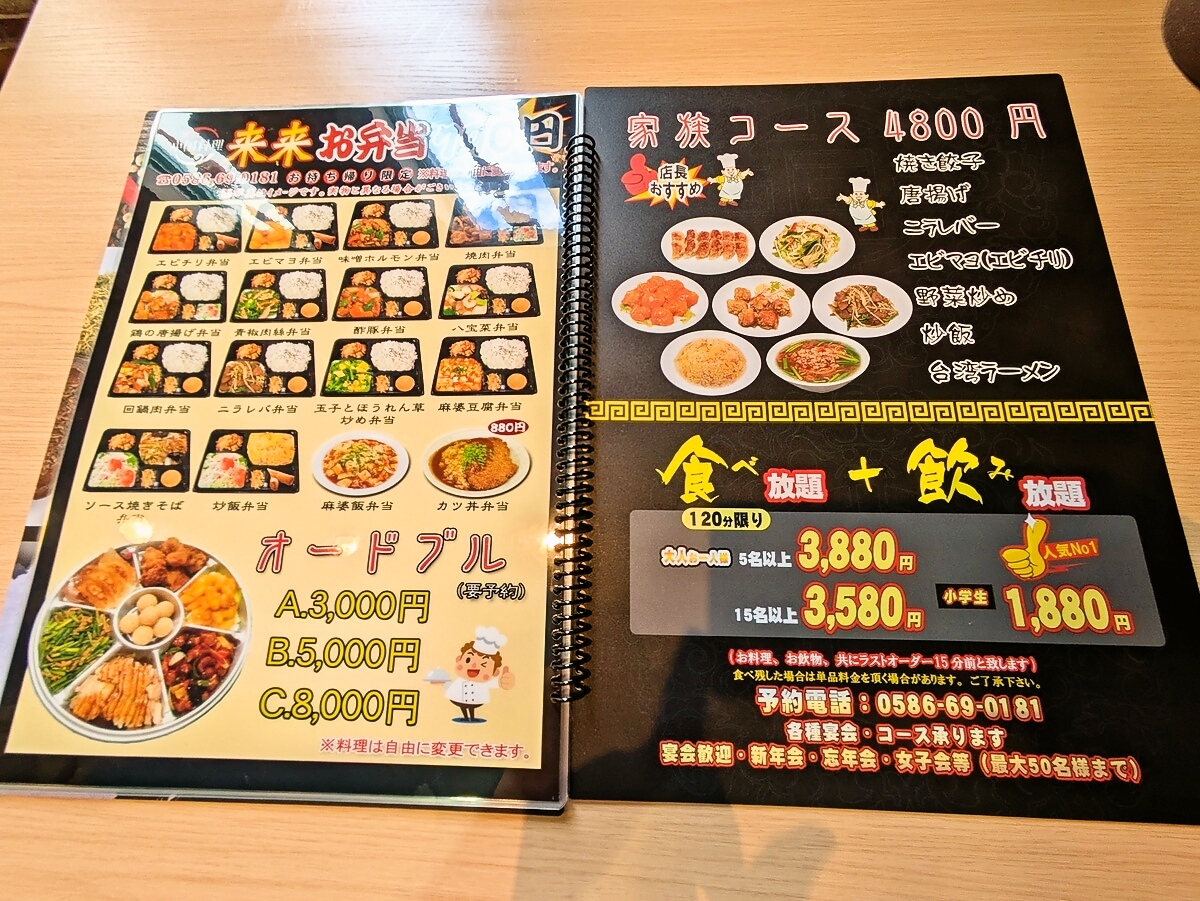 来来 お弁当
円
☎0586-69-0181 お持ち帰り限定
エビチリ弁当
エビマヨ弁当
味噌ホルモン弁当
焼肉弁当
鶏の唐揚げ弁当
青椒肉絲弁当
酢豚弁当
八宝菜弁当
回鍋肉弁当
ニラレバ弁当
玉子とほうれん草
炒め弁当
麻婆豆腐弁当
880円
ソース焼きそば
弁当
炒飯弁当
麻婆飯弁当
カツ丼弁当
オードブル
(要予約)
A.3,000円
B.5,000円
C.8,000円
※料理は自由に変更できます。
家族コース 4800 円
店長
おすすめ
焼き餃子
唐揚げ
ニラレバー
エビマヨ(エビチリ)
野菜炒め
炒飯
台湾ラーメン
食べ放題 + 飲み放題
120分限り
大人お一人様 5名以上 3,880円
人気No1
15名以上 3,580円
小学生 1,880円
(お料理、お飲物、共にラストオーダー15分前と致します)
食べ残した場合は単品料金を頂く場合があります。ご了承下さい。
予約電話：0586-69-0181
各種宴会・コース承ります
宴会歓迎・新年会・忘年会・女子会等（最大50名様まで）